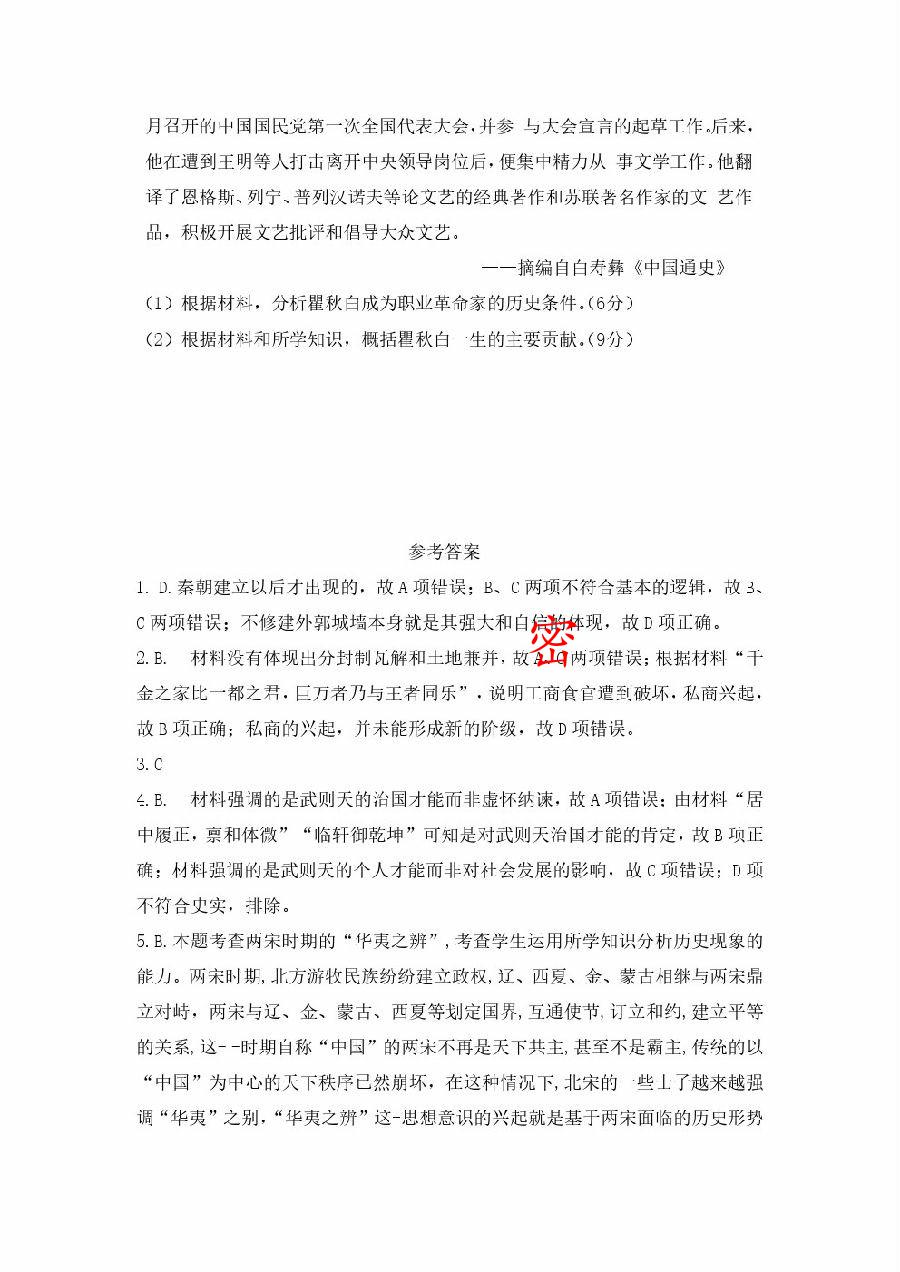 月召开的中国国民党第一次全国代表大会,并参 与大会宣言的起草工作。后来,
他在遭到王明等人打击离开中央领导岗位后,便集中精力从 事文学工作。他翻
译了恩格斯、列宁、普列汉诺夫等论文艺的经典著作和苏联著名作家的文 艺作
品，积极开展文艺批评和倡导大众文艺。
——摘编自白寿彝《中国通史》
（1）根据材料，分析瞿秋白成为职业革命家的历史条件.(6分）
（2）根据材料和所学知识，概括瞿秋白一生的主要贡献.(9分）
参考答案
1. D.秦朝建立以后才出现的，故A项错误；B、C两项不符合基本的逻辑，故B、
C两项错误；不修建外郭城墙本身就是其强大和自信的体现，故D项正确。
密
2.B. 材料没有体现出分封制瓦解和土地兼并，故A、C两项错误；根据材料“千
金之家比一都之君，巨万者乃与王者同乐”，说明工商食官遭到破坏，私商兴起，
故B项正确；私商的兴起，并未能形成新的阶级，故D项错误。
3.C
4.B. 材料强调的是武则天的治国才能而非虚怀纳谏，故A项错误；由材料“居
中履正，禀和体微”“临轩御乾坤”可知是对武则天治国才能的肯定，故B项正
确；材料强调的是武则天的个人才能而非对社会发展的影响，故C项错误；D项
不符合史实，排除。
5.B.本题考查两宋时期的“华夷之辨”,考查学生运用所学知识分析历史现象的
能力。两宋时期,北方游牧民族纷纷建立政权,辽、西夏、金、蒙古相继与两宋鼎
立对峙，两宋与辽、金、蒙古、西夏等划定国界,互通使节,订立和约,建立平等
的关系,这--时期自称“中国”的两宋不再是天下共主,甚至不是霸主,传统的以
“中国”为中心的天下秩序已然崩坏，在这种情况下,北宋的一些士了越来越强
调“华夷”之别，“华夷之辨”这-思想意识的兴起就是基于两宋面临的历史形势